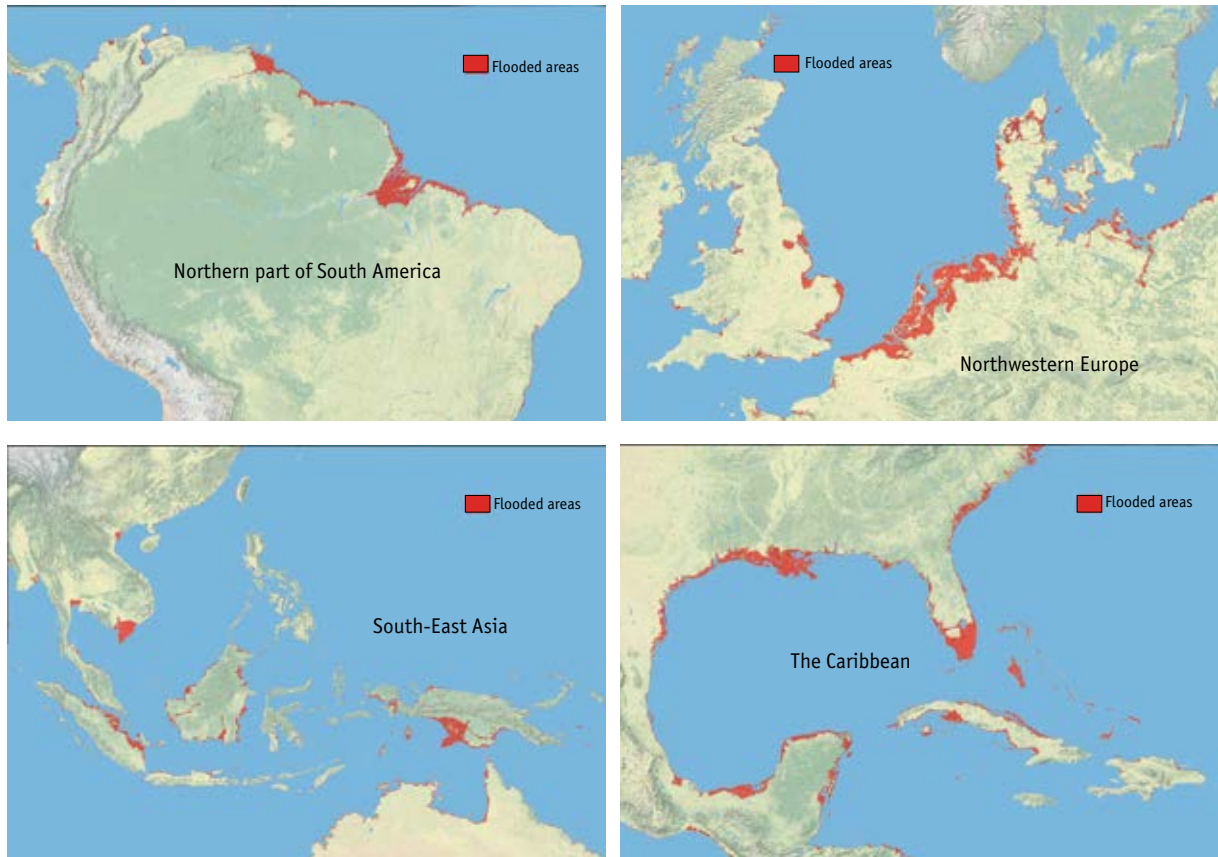 Flooded areas
Northern part of South America
Flooded areas
Northwestern Europe
Flooded areas
South-East Asia
Flooded areas
The Caribbean